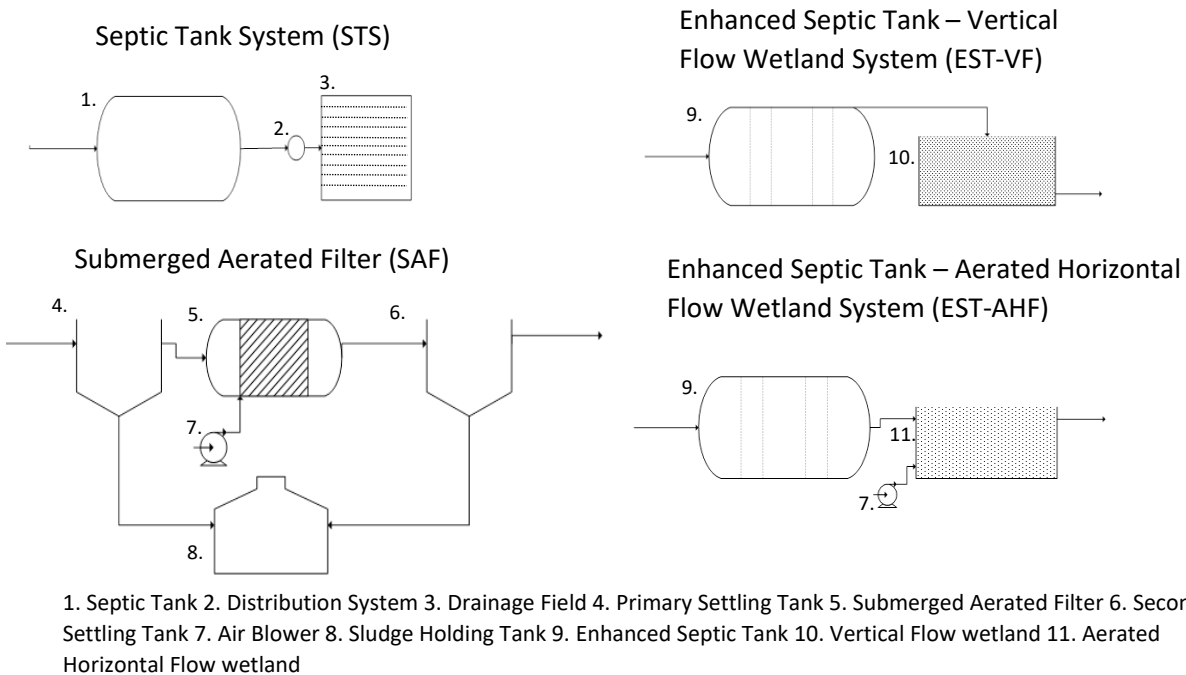 Septic Tank System (STS)
1.
2.
3.
Enhanced Septic Tank – Vertical
Flow Wetland System (EST-VF)
9.
10.
Submerged Aerated Filter (SAF)
4.
5.
6.
7.
8.
Enhanced Septic Tank – Aerated Horizontal
Flow Wetland System (EST-AHF)
9.
11.
7.
1. Septic Tank 2. Distribution System 3. Drainage Field 4. Primary Settling Tank 5. Submerged Aerated Filter 6. Secon
Settling Tank 7. Air Blower 8. Sludge Holding Tank 9. Enhanced Septic Tank 10. Vertical Flow wetland 11. Aerated
Horizontal Flow wetland